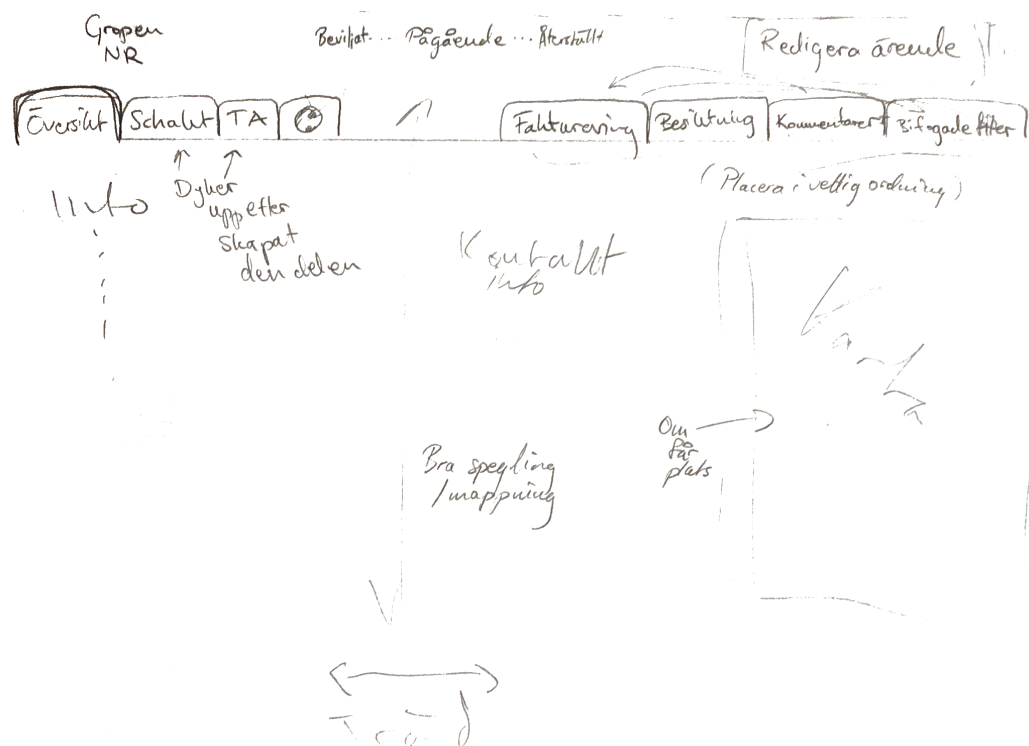 Gropen
NR
Beviljat... Pågående ... Återställt
Redigera ärende
Översikt
Schakt
TA
Fakturering
Besiktning
Kommentarer
Bifogade filer
(Placera i vettig ordning)
Info
Dyker
upp efter
skapat
den delen
Kontakt
info
Karta
Om
får
plats
Bra spegling
/mappning